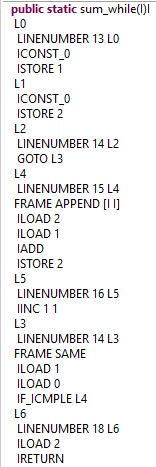 public static sum_while(I)I
L0
LINENUMBER 13 L0
ICONST_0
ISTORE 1
L1
ICONST_0
ISTORE 2
L2
LINENUMBER 14 L2
GOTO L3
L4
LINENUMBER 15 L4
FRAME APPEND [I I]
ILOAD 2
ILOAD 1
IADD
ISTORE 2
L5
LINENUMBER 16 L5
IINC 1 1
L3
LINENUMBER 14 L3
FRAME SAME
ILOAD 1
ILOAD 0
IF_ICMPLE L4
L6
LINENUMBER 18 L6
ILOAD 2
IRETURN